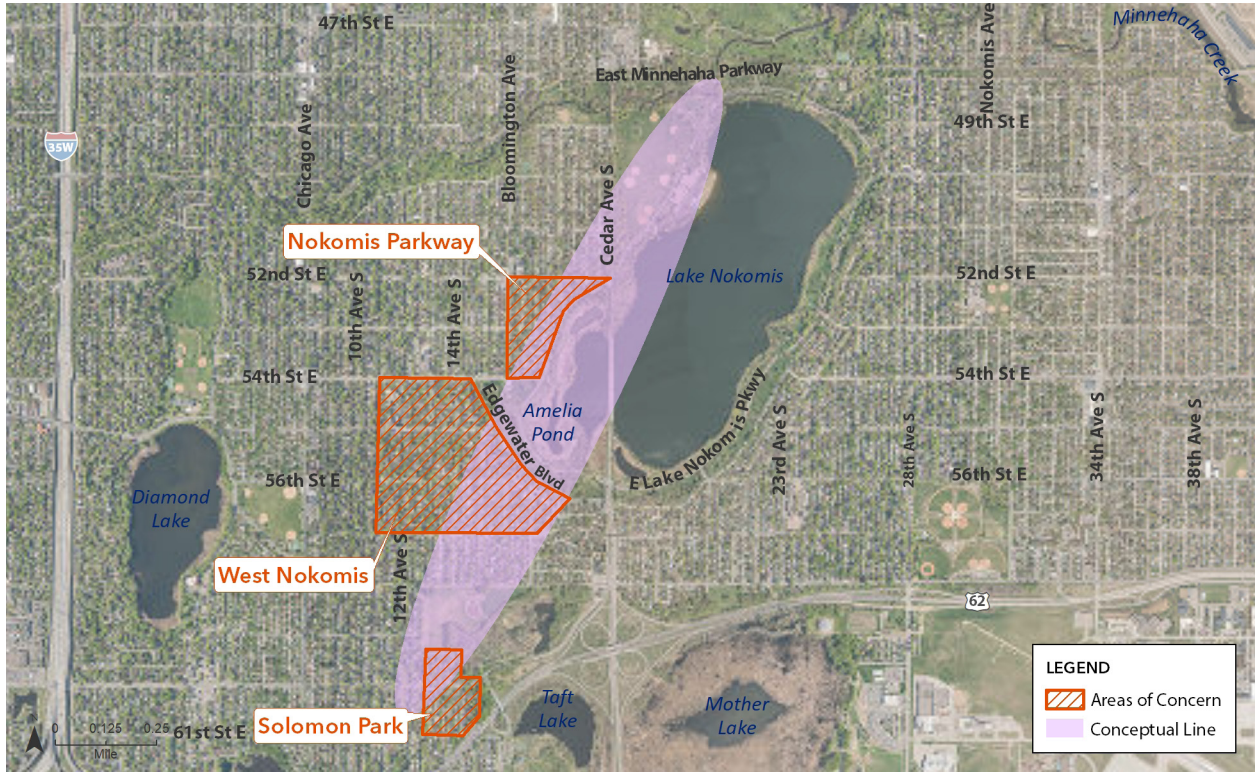 47th St E
Minnehaha Creek
Nokomis Ave
East Minnehaha Parkway
Bloomington Ave
Chicago Ave
49th St E
35W
Cedar Ave S
Nokomis Parkway
52nd St E
Lake Nokomis
52nd St E
10th Ave S
14th Ave S
54th St E
54th St E
Edgewater Blvd
Amelia
Pond
E Lake Nokom-is Pkwy
23rd Ave S
28th Ave S
34th Ave S
38th Ave S
56th St E
56th St E
Diamond
Lake
West Nokomis
12th Ave S
62
LEGEND
Areas of Concern
Conceptual Line
Taft
Lake
Mother
Lake
Solomon Park
61st St E
0 0.125 0.25
Mile